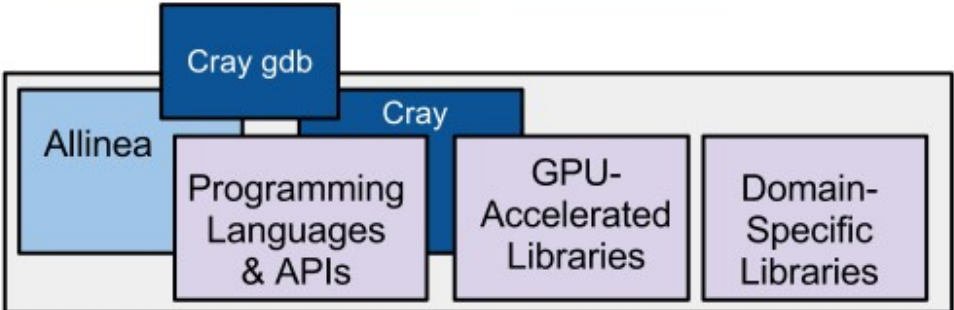 Cray gdb
Allinea
Cray
Programming
Languages
& APIs
GPU-
Accelerated
Libraries
Domain-
Specific
Libraries